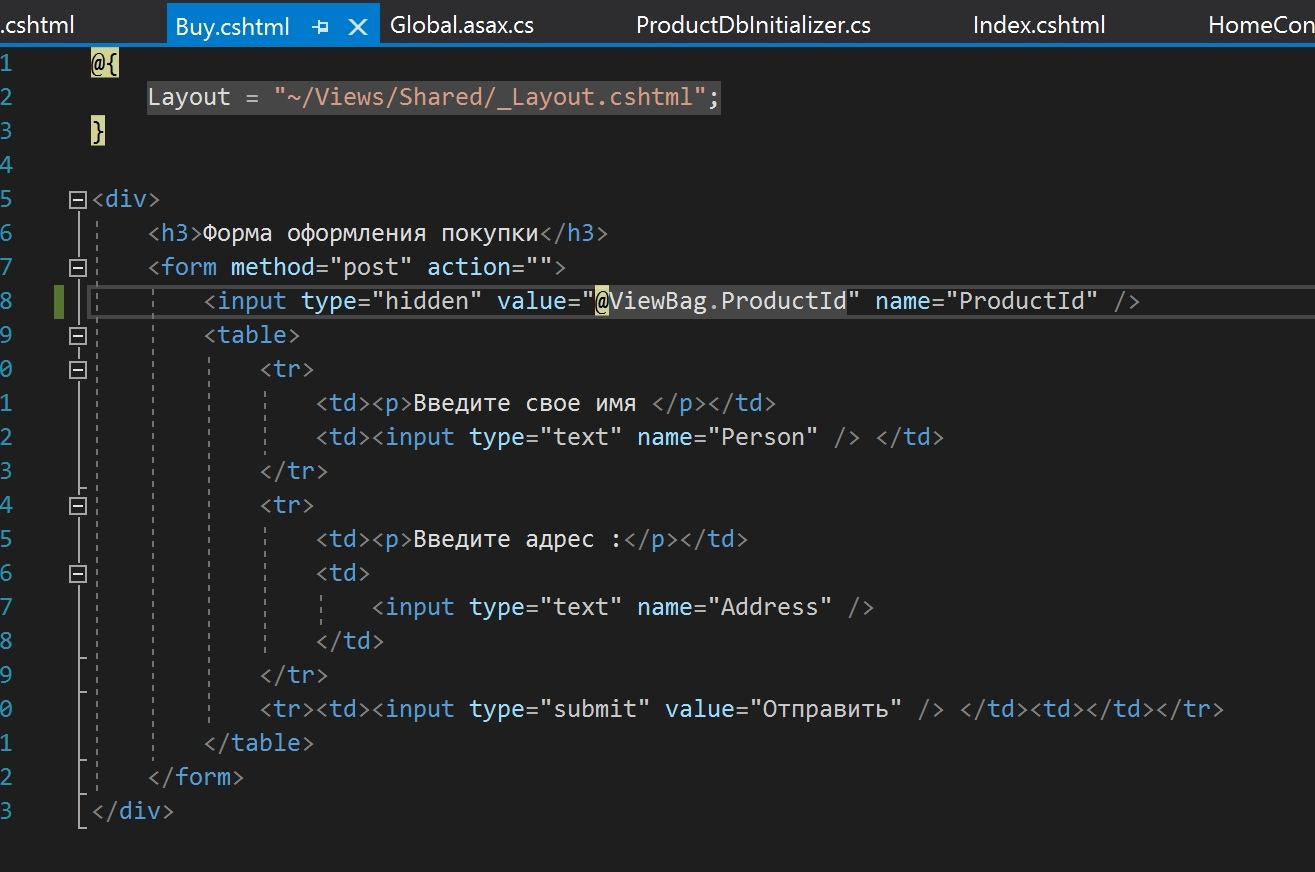 .cshtml Buy.cshtml Global.asax.cs ProductDbInitializer.cs Index.cshtml HomeCon
1 @{
2 Layout = "~/Views/Shared/_Layout.cshtml";
3 }
4
5 <div>
6 <h3>Форма оформления покупки</h3>
7 <form method="post" action="">
8 <input type="hidden" value="@ViewBag.ProductId" name="ProductId" />
9 <table>
0 <tr>
1 <td><p>Введите свое имя </p></td>
2 <td><input type="text" name="Person" /> </td>
3 </tr>
4 <tr>
5 <td><p>Введите адрес :</p></td>
6 <td>
7 <input type="text" name="Address" />
8 </td>
9 </tr>
0 <tr><td><input type="submit" value="Отправить" /> </td><td></td></tr>
1 </table>
2 </form>
3 </div>